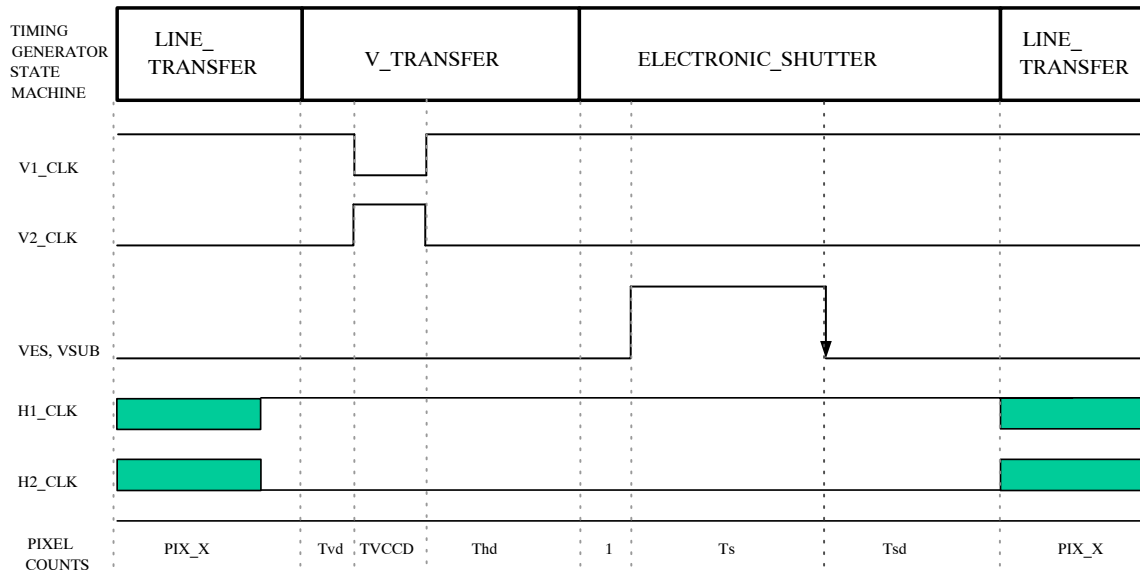 TIMING
GENERATOR
STATE
MACHINE
LINE_
TRANSFER
V_TRANSFER
ELECTRONIC_SHUTTER
LINE_
TRANSFER
V1_CLK
V2_CLK
VES, VSUB
H1_CLK
H2_CLK
PIXEL
COUNTS
PIX_X
Tvd
TVCCD
Thd
1
Ts
Tsd
PIX_X